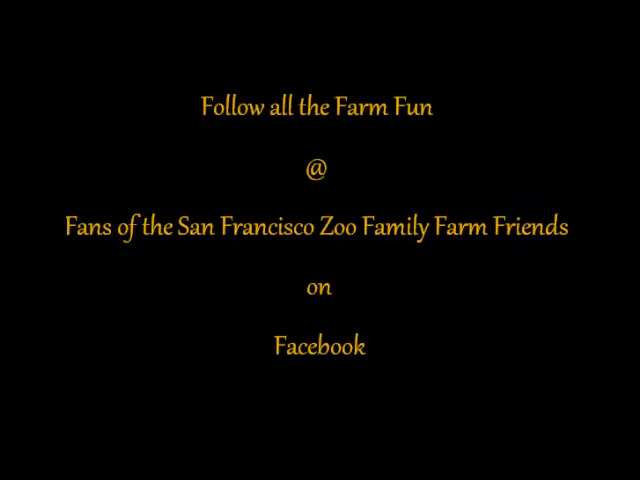 Follow all the Farm Fun
@
Fans of the San Francisco Zoo Family Farm Friends
on
Facebook